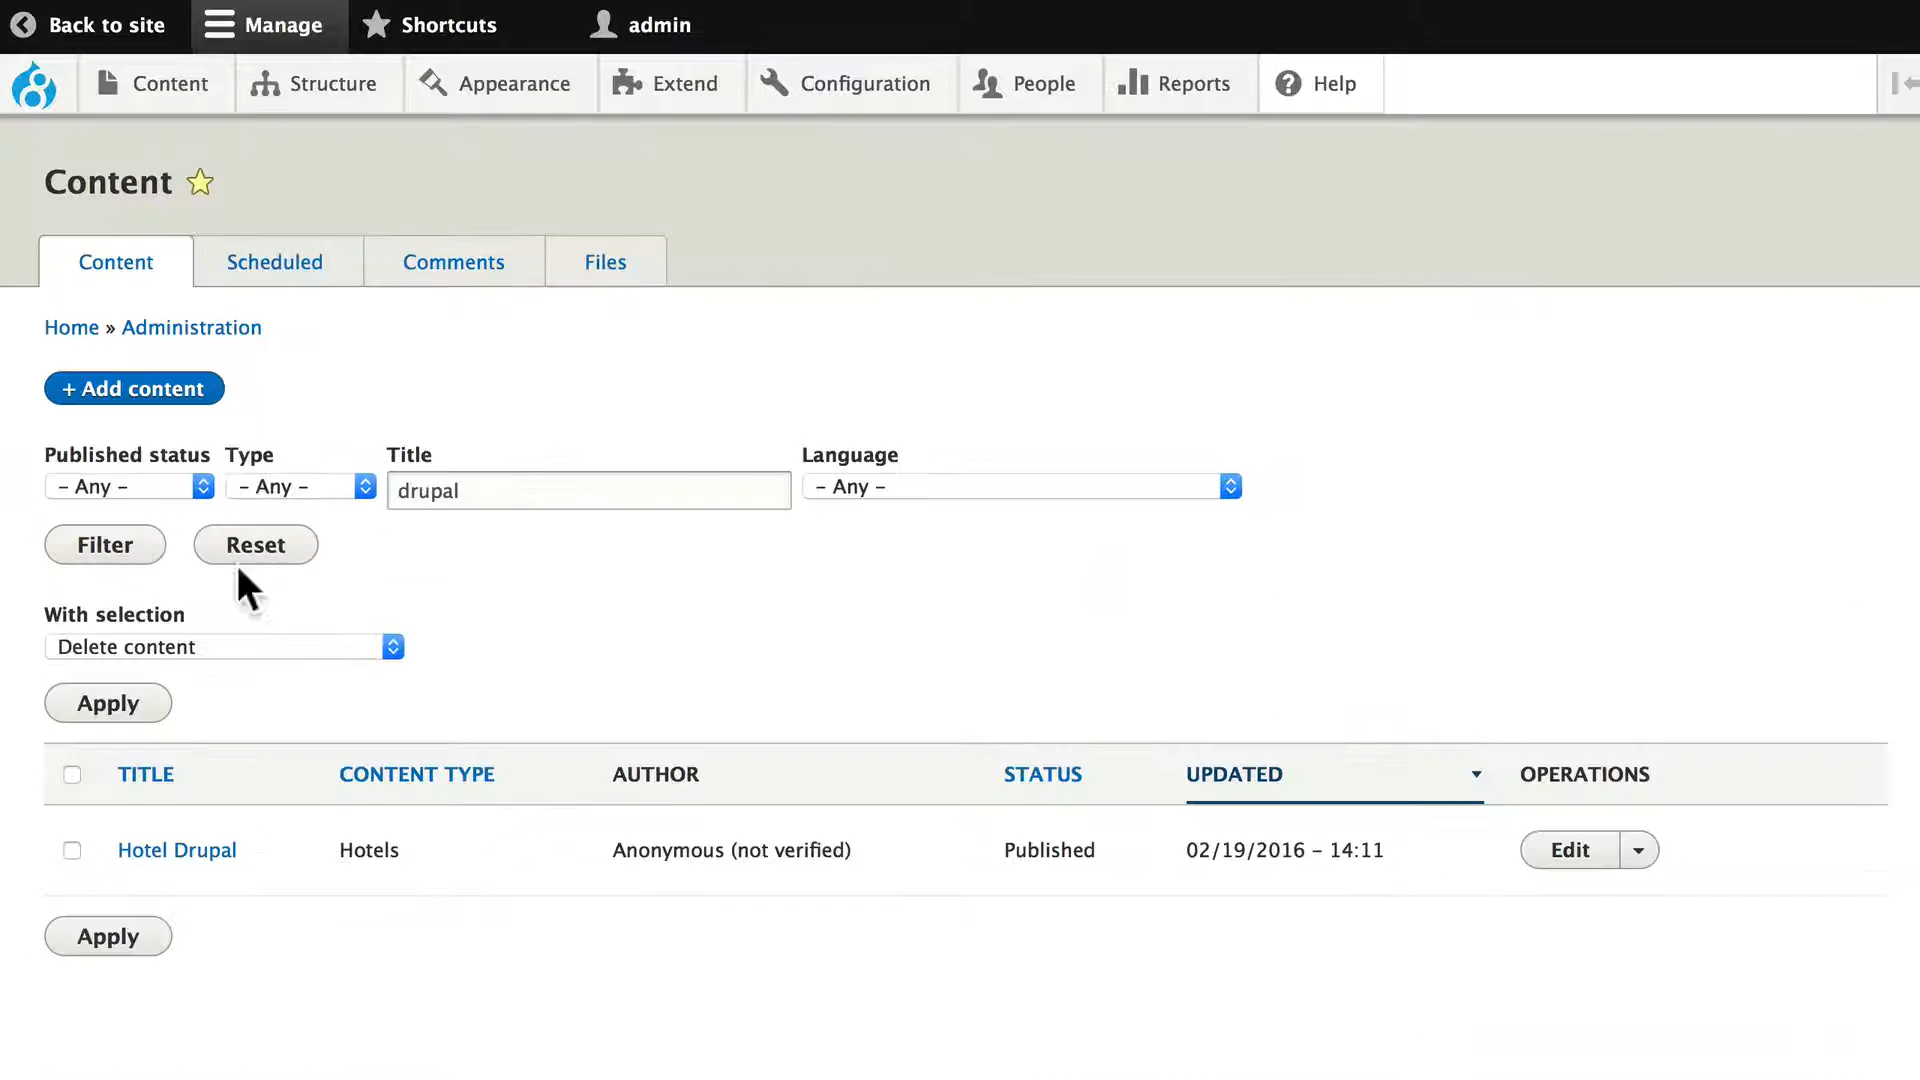 Back to site Manage Shortcuts admin
Content Structure Appearance Extend Configuration People Reports Help
Content
Content Scheduled Comments Files
Home » Administration
+ Add content
Published status Type Title Language
- Any - - Any - drupal - Any -
Filter Reset
With selection
Delete content
Apply
TITLE CONTENT TYPE AUTHOR STATUS UPDATED OPERATIONS
Hotel Drupal Hotels Anonymous (not verified) Published 02/19/2016 - 14:11 Edit
Apply